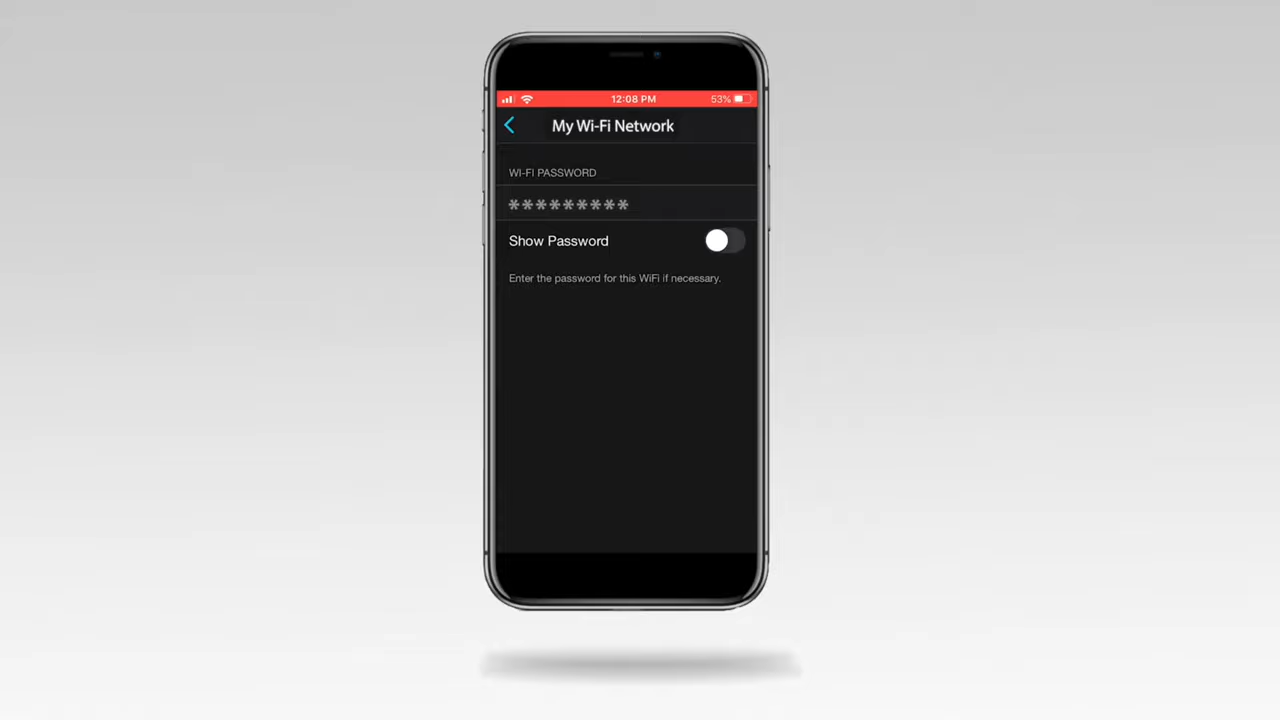 12:08 PM
53%
My Wi-Fi Network
WI-FI PASSWORD
*********
Show Password
Enter the password for this WiFi if necessary.